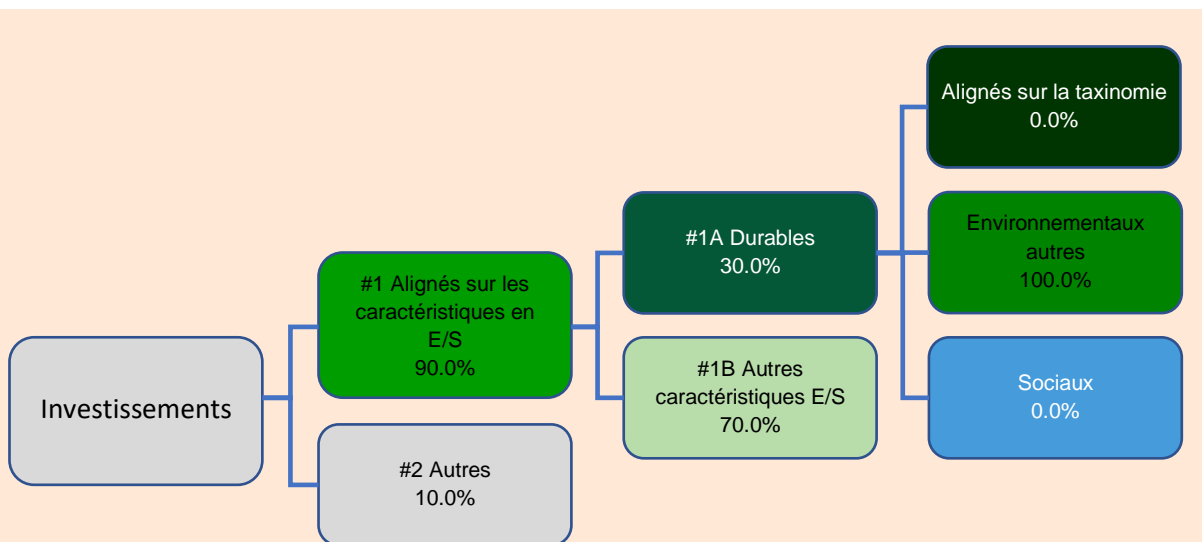 Investissements
#1 Alignés sur les
caractéristiques en
E/S
90.0%
#2 Autres
10.0%
#1A Durables
30.0%
#1B Autres
caractéristiques E/S
70.0%
Alignés sur la taxinomie
0.0%
Environnementaux
autres
100.0%
Sociaux
0.0%